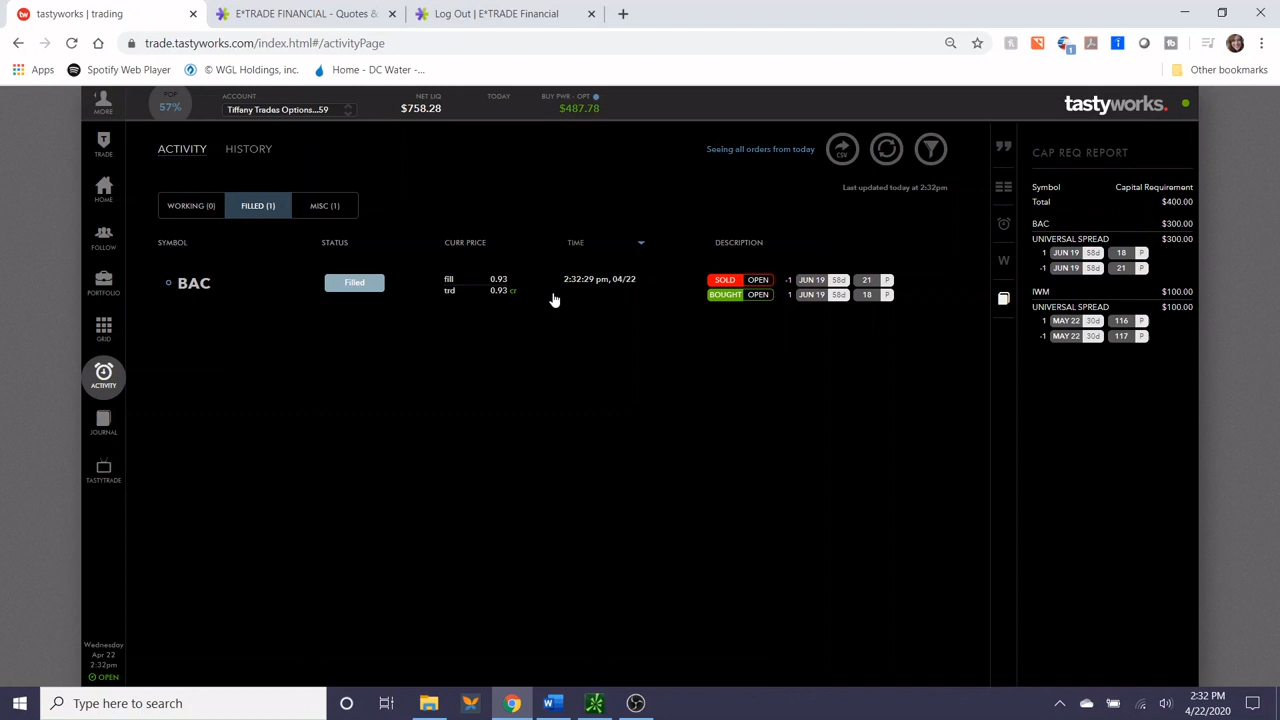 tastyworks | trading
E*TRADE FINANCIAL - Quotes &
Log Out | E*TRADE Financial
trade.tastyworks.com/index.html#/activityPage
Apps
Spotify Web Player
© WGL Holdings, inc.
Home - DC Water -...
Other bookmarks
MORE
POP
57%
ACCOUNT
Tiffany Trades Options...59
NET LIQ
$758.28
TODAY
BUY PWR - OPT
$487.78
tastyworks.
TRADE
HOME
FOLLOW
PORTFOLIO
GRID
ACTIVITY
JOURNAL
TASTYTRADE
Wednesday
Apr 22
2:32pm
OPEN
ACTIVITY
HISTORY
Seeing all orders from today
CSV
Last updated today at 2:32pm
WORKING (0)
FILLED (1)
MISC (1)
SYMBOL
STATUS
CURR PRICE
TIME
DESCRIPTION
BAC
Filled
fill 0.93
trd 0.93 cr
2:32:29 pm, 04/22
SOLD OPEN -1 JUN 19 58d 21 P
BOUGHT OPEN 1 JUN 19 58d 18 P
W
CAP REQ REPORT
Symbol Capital Requirement
Total $400.00
BAC $300.00
UNIVERSAL SPREAD $300.00
1 JUN 19 58d 18 P
-1 JUN 19 58d 21 P
IWM $100.00
UNIVERSAL SPREAD $100.00
1 MAY 22 30d 116 P
-1 MAY 22 30d 117 P
Type here to search
2:32 PM
4/22/2020